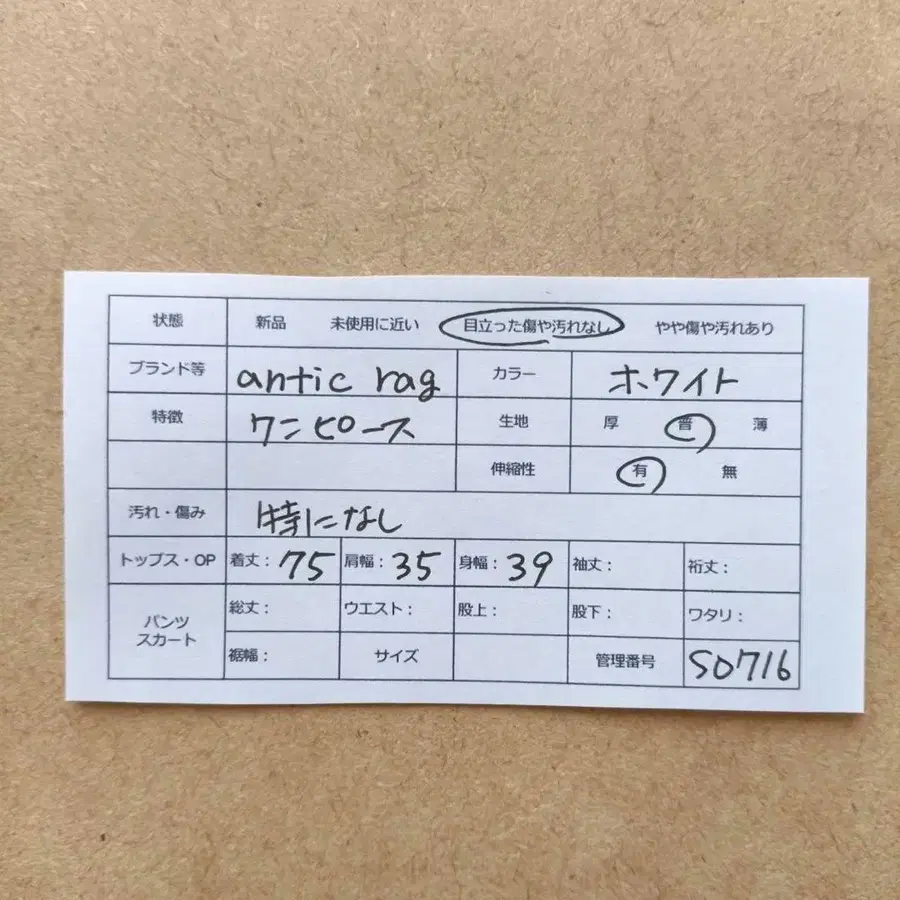 状態 新品 未使用に近い 目立った傷や汚れなし やや傷や汚れあり
ブランド等 antic rag カラー ホワイト
特徴 ワンピース 生地 厚 普 薄
伸縮性 有 無
汚れ・傷み 特になし
トップス・OP 着丈: 75 肩幅: 35 身幅: 39 袖丈: 裄丈:
パンツ スカート 総丈: ウエスト: 股上: 股下: ワタリ:
裾幅: サイズ 管理番号 S0716